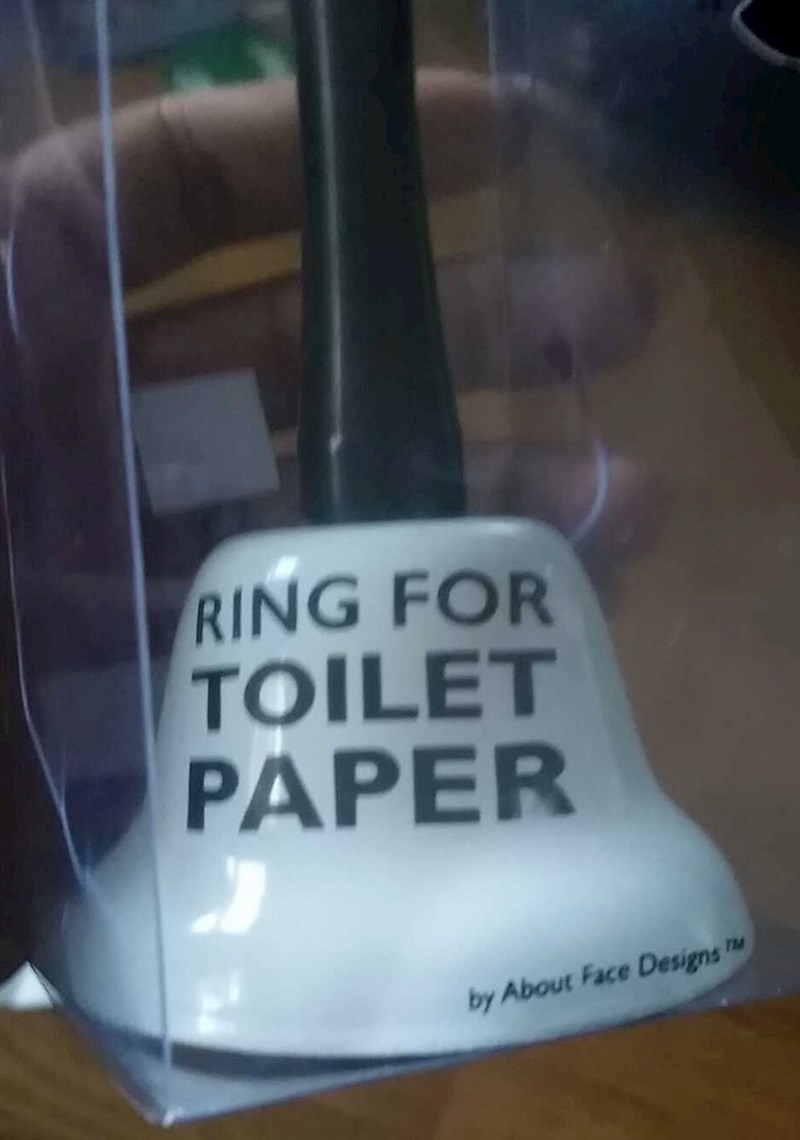 RING FOR
TOILET
PAPER
by About Face Designs™